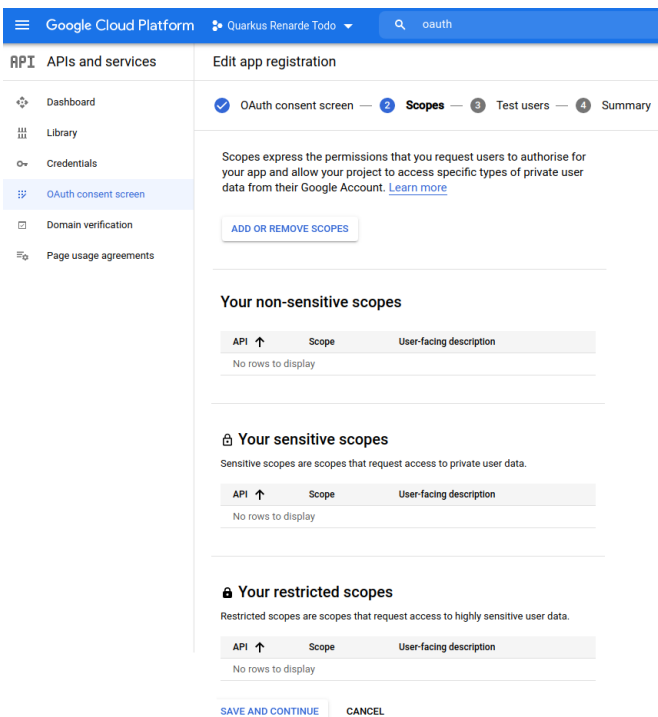 Google Cloud Platform Quarkus Renarde Todo oauth
API APIs and services
Edit app registration
Dashboard
Library
Credentials
OAuth consent screen
Domain verification
Page usage agreements
OAuth consent screen — 2 Scopes — 3 Test users — 4 Summary
Scopes express the permissions that you request users to authorise for
your app and allow your project to access specific types of private user
data from their Google Account. Learn more
ADD OR REMOVE SCOPES
Your non-sensitive scopes
API Scope User-facing description
No rows to display
Your sensitive scopes
Sensitive scopes are scopes that request access to private user data.
API Scope User-facing description
No rows to display
Your restricted scopes
Restricted scopes are scopes that request access to highly sensitive user data.
API Scope User-facing description
No rows to display
SAVE AND CONTINUE CANCEL